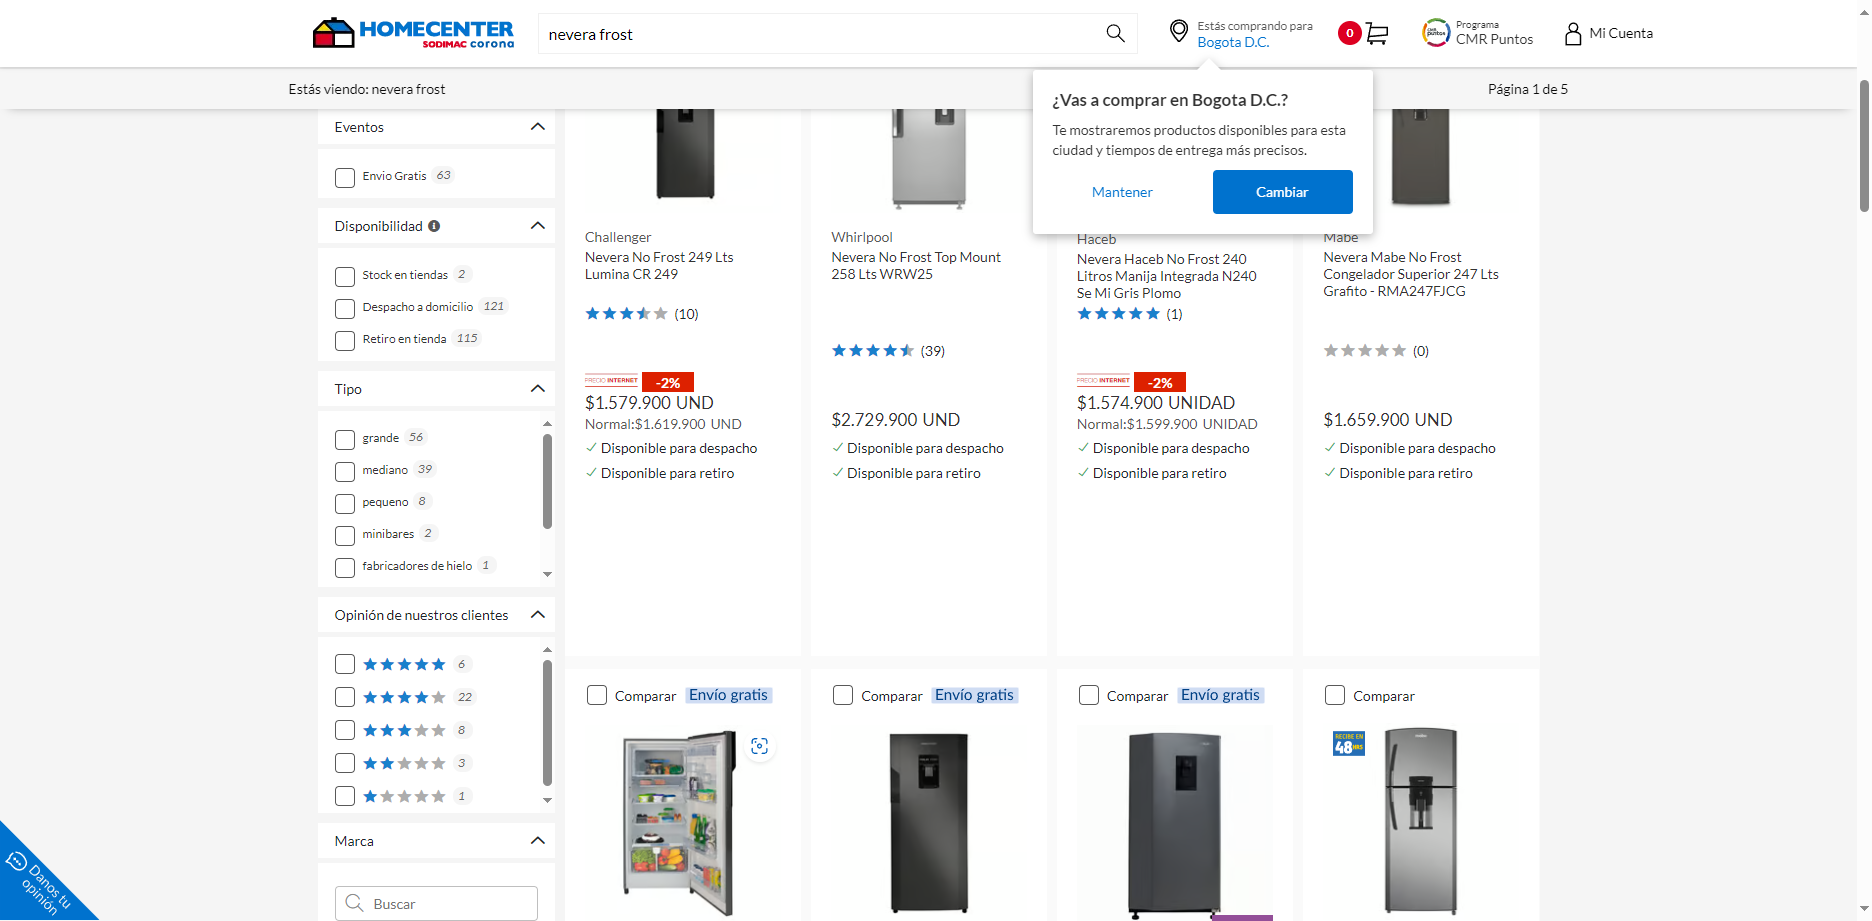 HOMECENTER
SODIMAC corona
nevera frost
Estás comprando para
Bogota D.C.
0
Programa
CMR Puntos
Mi Cuenta
Estás viendo: nevera frost
Página 1 de 5
¿Vas a comprar en Bogota D.C.?
Te mostraremos productos disponibles para esta
ciudad y tiempos de entrega más precisos.
Mantener
Cambiar
Eventos
Envio Gratis 63
Disponibilidad
Stock en tiendas 2
Despacho a domicilio 121
Retiro en tienda 115
Tipo
grande 56
mediano 39
pequeno 8
minibares 2
fabricadores de hielo 1
Opinión de nuestros clientes
6
22
8
3
1
Marca
Buscar
Danos tu
opinión
Challenger
Nevera No Frost 249 Lts
Lumina CR 249
(10)
PRECIO INTERNET -2%
$1.579.900 UND
Normal:$1.619.900 UND
Disponible para despacho
Disponible para retiro
Whirlpool
Nevera No Frost Top Mount
258 Lts WRW25
(39)
$2.729.900 UND
Disponible para despacho
Disponible para retiro
Haceb
Nevera Haceb No Frost 240
Litros Manija Integrada N240
Se Mi Gris Plomo
(1)
PRECIO INTERNET -2%
$1.574.900 UNIDAD
Normal:$1.599.900 UNIDAD
Disponible para despacho
Disponible para retiro
Mabe
Nevera Mabe No Frost
Congelador Superior 247 Lts
Grafito - RMA247FJCG
(0)
$1.659.900 UND
Disponible para despacho
Disponible para retiro
Comparar Envío gratis
Comparar Envío gratis
Comparar Envío gratis
Comparar
RECIBE EN
48HRS